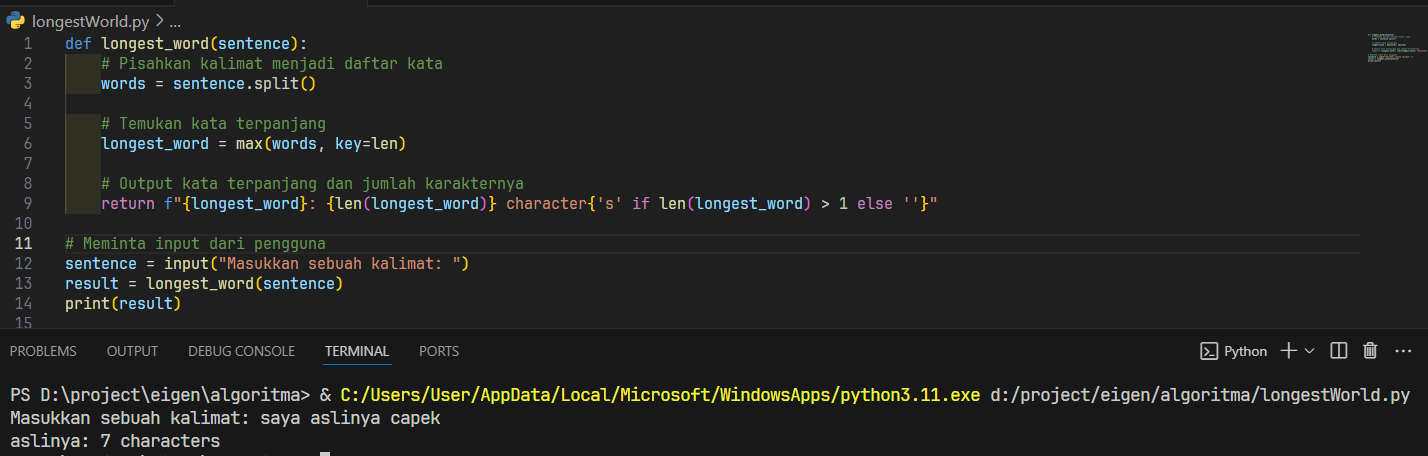 longestWorld.py > ...
1 def longest_word(sentence):
2     # Pisahkan kalimat menjadi daftar kata
3     words = sentence.split()
4
5     # Temukan kata terpanjang
6     longest_word = max(words, key=len)
7
8     # Output kata terpanjang dan jumlah karakternya
9     return f"{longest_word}: {len(longest_word)} character{'s' if len(longest_word) > 1 else ''}"
10
11 # Meminta input dari pengguna
12 sentence = input("Masukkan sebuah kalimat: ")
13 result = longest_word(sentence)
14 print(result)
15
PROBLEMS OUTPUT DEBUG CONSOLE TERMINAL PORTS Python
PS D:\project\eigen\algoritma> & C:/Users/User/AppData/Local/Microsoft/WindowsApps/python3.11.exe d:/project/eigen/algoritma/longestWorld.py
Masukkan sebuah kalimat: saya aslinya capek
aslinya: 7 characters